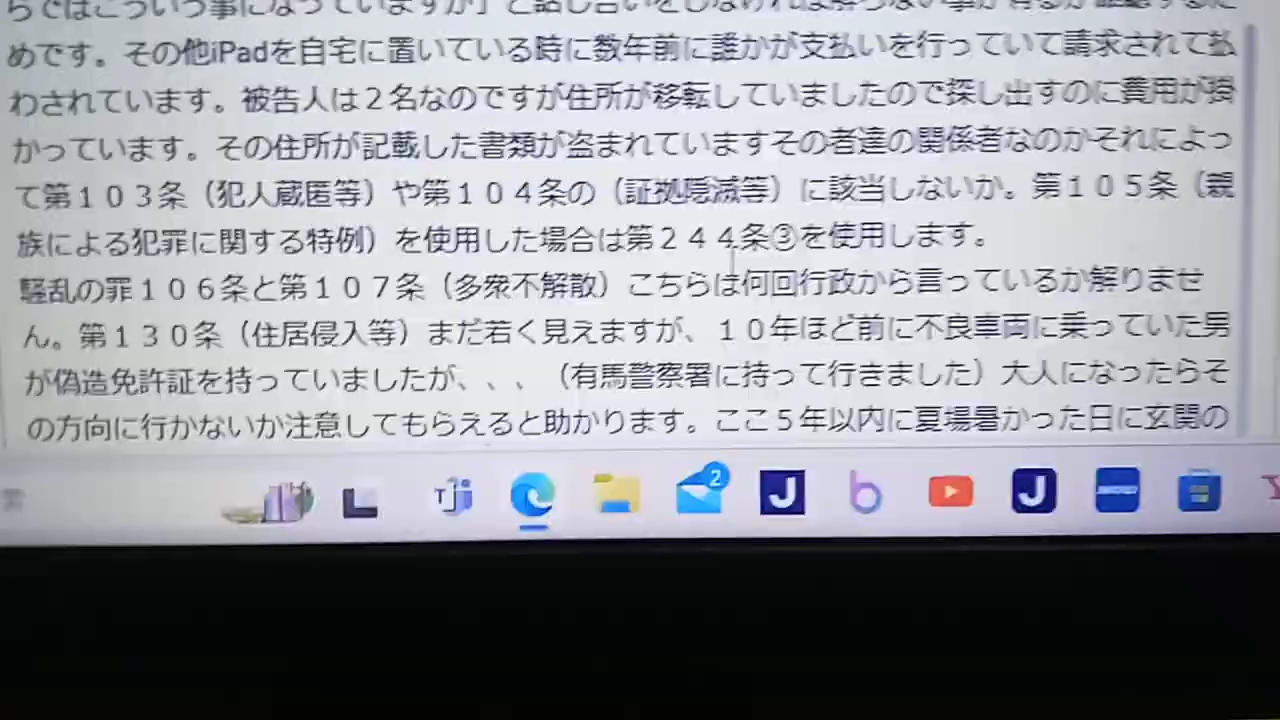 らではこういう事になっていますか」と話し合いをしなければ解らない事が有るか
めです。その他iPadを自宅に置いている時に数年前に誰かが支払いを行っていて請求されて払
わされています。被告人は２名なのですが住所が移転していましたので探し出すのに費用が掛
かっています。その住所が記載した書類が盗まれていますその者達の関係者なのかそれによっ
て第１０３条（犯人蔵匿等）や第１０４条の（証拠隠滅等）に該当しないか。第１０５条（親
族による犯罪に関する特例）を使用した場合は第２４４条③を使用します。
騒乱の罪１０６条と第１０７条（多衆不解散）こちらは何回行政から言っているか解りませ
ん。第１３０条（住居侵入等）まだ若く見えますが、１０年ほど前に不良車両に乗っていた男
が偽造免許証を持っていましたが、、、（有馬警察署に持って行きました）大人になったらそ
の方向に行かないか注意してもらえると助かります。ここ５年以内に夏場暑かった日に玄関の
2